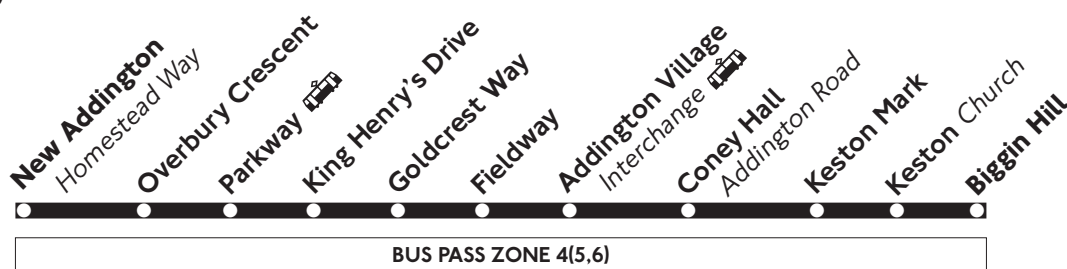 New Addington
Homestead Way
Overbury Crescent
Parkway
King Henry's Drive
Goldcrest Way
Fieldway
Addington Village
Interchange
Coney Hall
Addington Road
Keston Mark
Keston Church
Biggin Hill
BUS PASS ZONE 4(5,6)